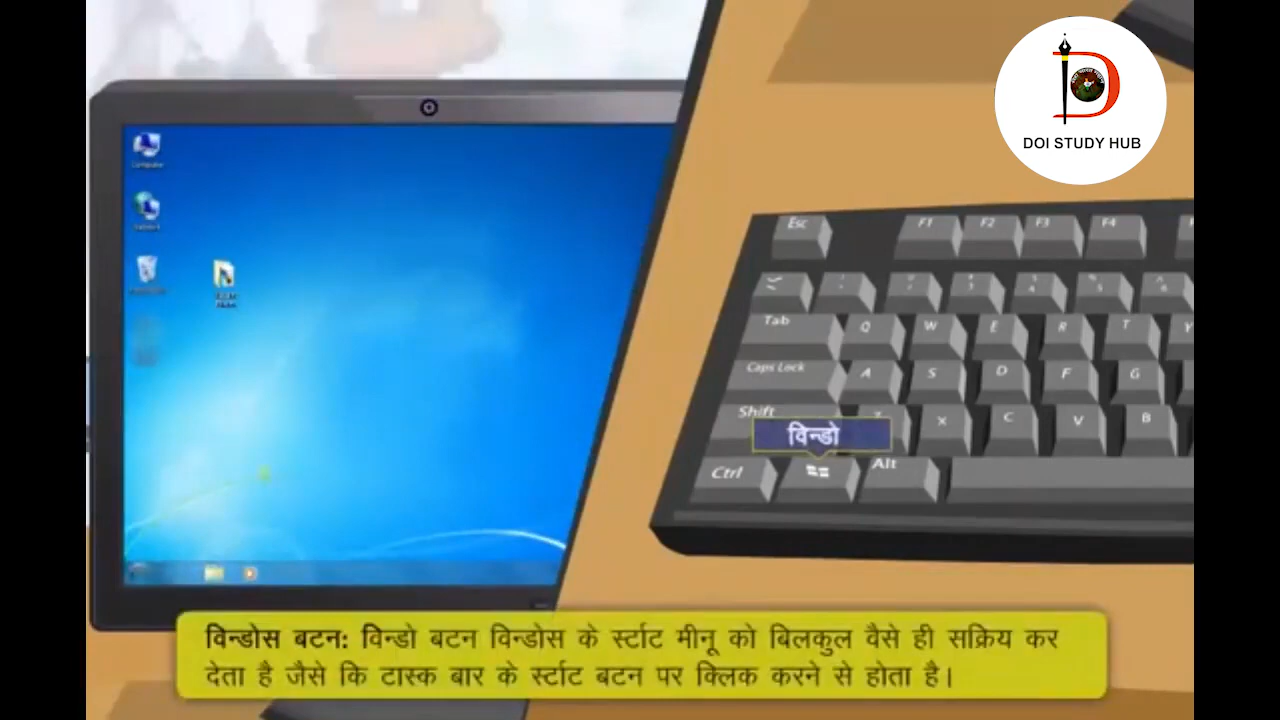 DOI STUDY HUB
Esc F1 F2 F3 F4
Tab Q W E R T Y
Caps Lock A S D F G
Shift Z X C V B
विन्डो
Ctrl Alt
विन्डोस बटन: विन्डो बटन विन्डोस के र्स्टाट मीनू को बिलकुल वैसे ही सक्रिय कर
देता है जैसे कि टास्क बार के र्स्टाट बटन पर क्लिक करने से होता है।